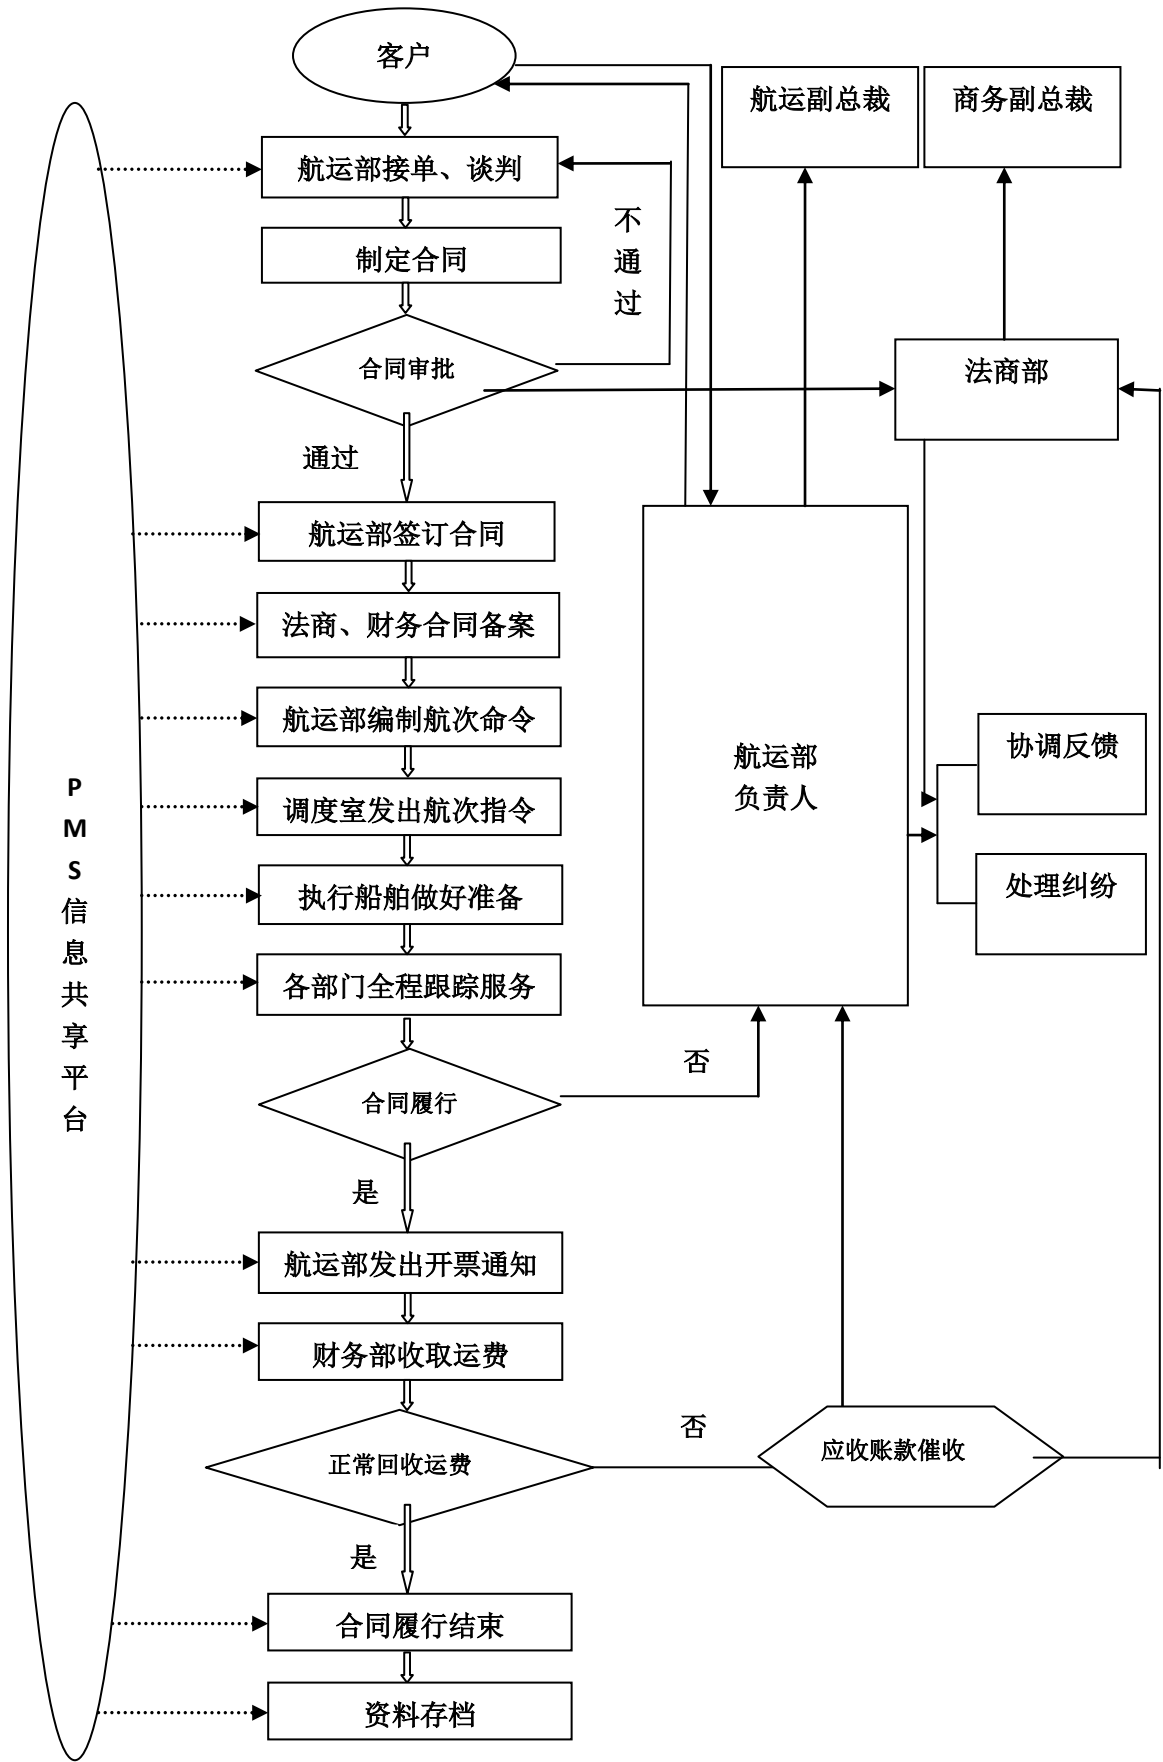 客户
航运副总裁
商务副总裁
航运部接单、谈判
不
通
过
制定合同
合同审批
法商部
通过
航运部签订合同
法商、财务合同备案
航运部编制航次命令
协调反馈
航运部
负责人
P
M
S
信
息
共
享
平
台
调度室发出航次指令
执行船舶做好准备
处理纠纷
各部门全程跟踪服务
否
合同履行
是
航运部发出开票通知
财务部收取运费
否
正常回收运费
应收账款催收
是
合同履行结束
资料存档